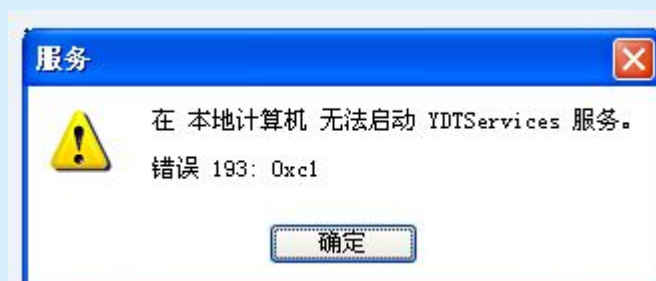 服务
在 本地计算机 无法启动 YDTServices 服务。
错误 193: 0xc1
确定